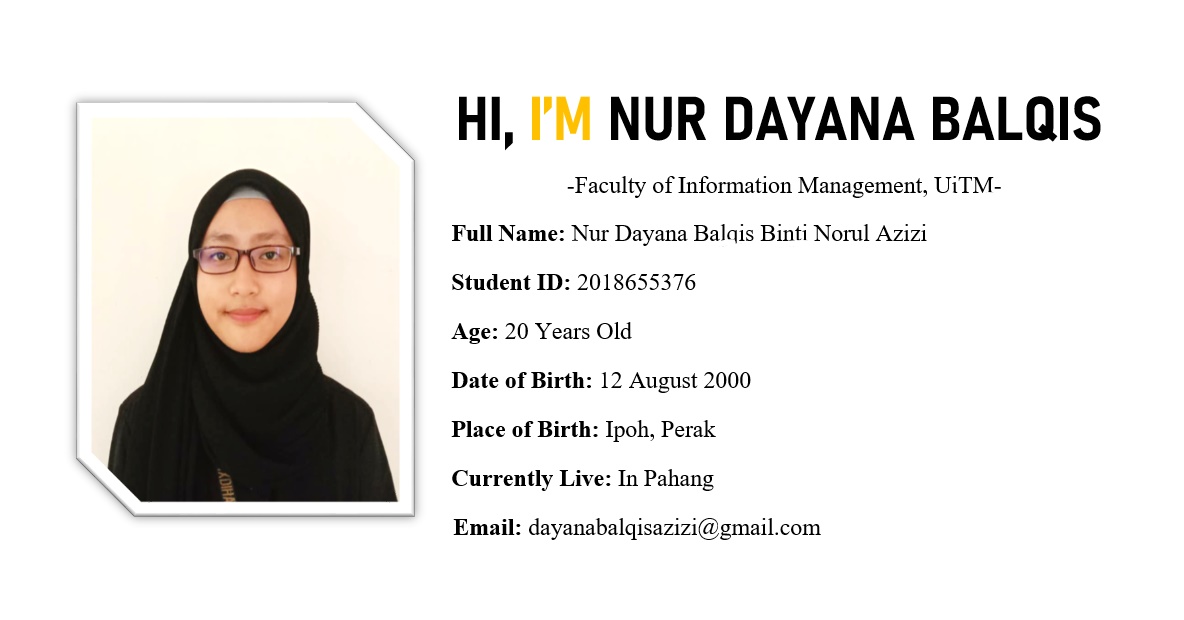 HI, I'M NUR DAYANA BALQIS
-Faculty of Information Management, UiTM-
Full Name: Nur Dayana Balqis Binti Norul Azizi
Student ID: 2018655376
Age: 20 Years Old
Date of Birth: 12 August 2000
Place of Birth: Ipoh, Perak
Currently Live: In Pahang
Email: dayanabalqisazizi@gmail.com